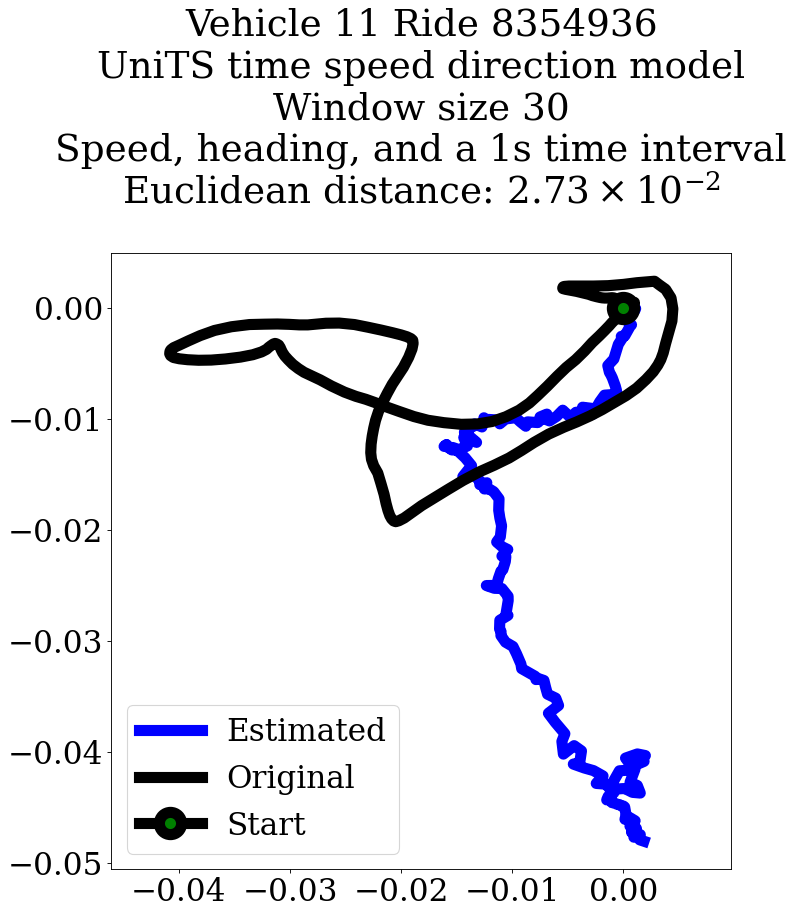 Vehicle 11 Ride 8354936
UniTS time speed direction model
Window size 30
Speed, heading, and a 1s time interval
Euclidean distance: 2.73 × 10⁻²
0.00
−0.01
−0.02
−0.03
−0.04
−0.05
Estimated
Original
Start
−0.04 −0.03 −0.02 −0.01 0.00